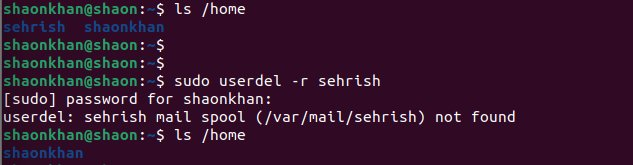 shaonkhan@shaon:~$ ls /home
sehrish  shaonkhan
shaonkhan@shaon:~$
shaonkhan@shaon:~$
shaonkhan@shaon:~$ sudo userdel -r sehrish
[sudo] password for shaonkhan:
userdel: sehrish mail spool (/var/mail/sehrish) not found
shaonkhan@shaon:~$ ls /home
shaonkhan